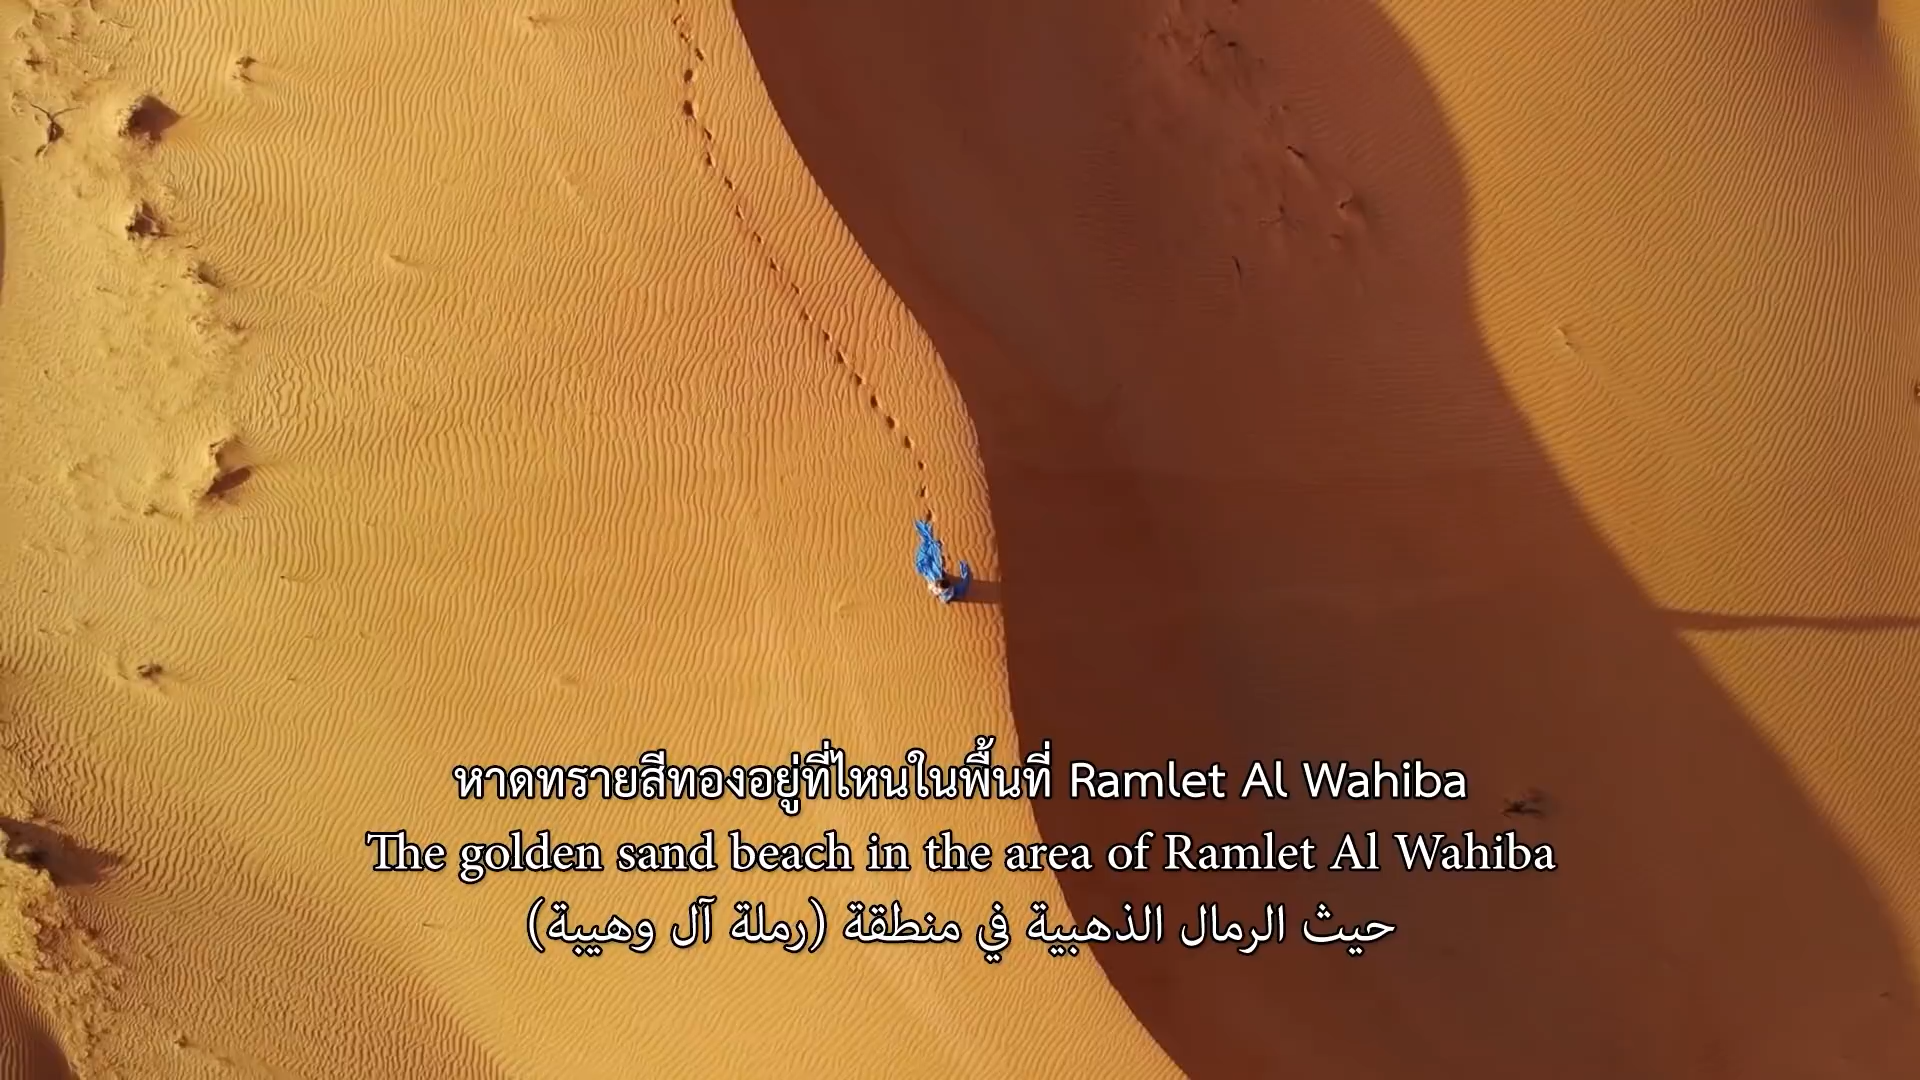 หาดทรายสีทองอยู่ที่ไหนในพื้นที่ Ramlet Al Wahiba
The golden sand beach in the area of Ramlet Al Wahiba
حيث الرمال الذهبية في منطقة (رملة آل وهيبة)